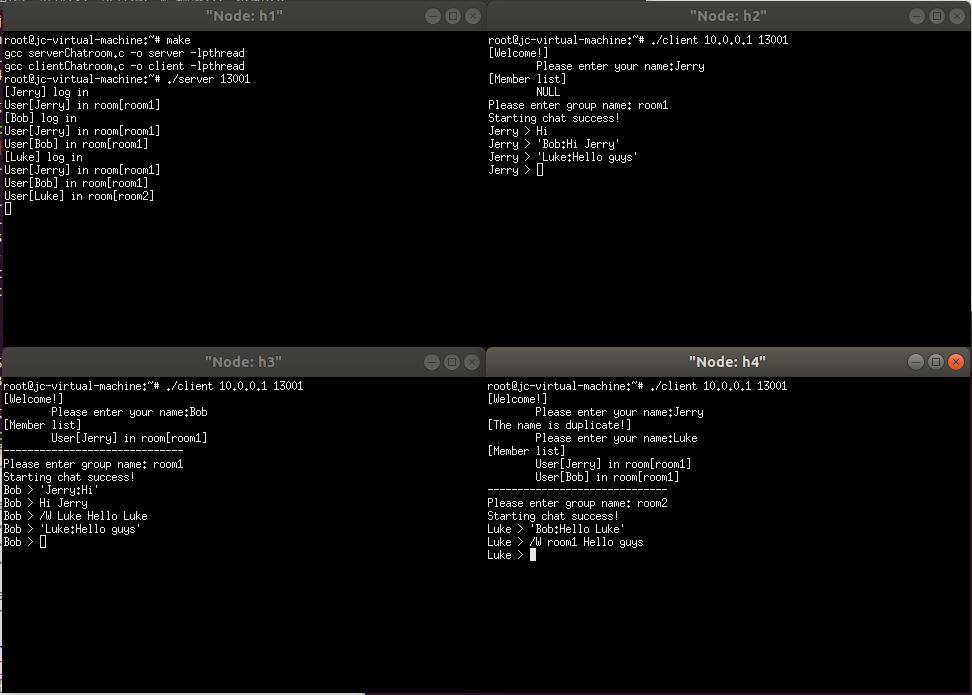 "Node: h1"
root@jc-virtual-machine:~# make
gcc serverChatroom.c -o server -lpthread
gcc clientChatroom.c -o client -lpthread
root@jc-virtual-machine:~# ./server 13001
[Jerry] log in
User[Jerry] in room[room1]
[Bob] log in
User[Jerry] in room[room1]
User[Bob] in room[room1]
[Luke] log in
User[Jerry] in room[room1]
User[Bob] in room[room1]
User[Luke] in room[room2]
"Node: h2"
root@jc-virtual-machine:~# ./client 10.0.0.1 13001
[Welcome!]
Please enter your name:Jerry
[Member list]
NULL
Please enter group name: room1
Starting chat success!
Jerry > Hi
Jerry > 'Bob:Hi Jerry'
Jerry > 'Luke:Hello guys'
Jerry >
"Node: h3"
root@jc-virtual-machine:~# ./client 10.0.0.1 13001
[Welcome!]
Please enter your name:Bob
[Member list]
User[Jerry] in room[room1]
------------------------------
Please enter group name: room1
Starting chat success!
Bob > 'Jerry:Hi'
Bob > Hi Jerry
Bob > /W Luke Hello Luke
Bob > 'Luke:Hello guys'
Bob >
"Node: h4"
root@jc-virtual-machine:~# ./client 10.0.0.1 13001
[Welcome!]
Please enter your name:Jerry
[The name is duplicate!]
Please enter your name:Luke
[Member list]
User[Jerry] in room[room1]
User[Bob] in room[room1]
------------------------------
Please enter group name: room2
Starting chat success!
Luke > 'Bob:Hello Luke'
Luke > /W room1 Hello guys
Luke >